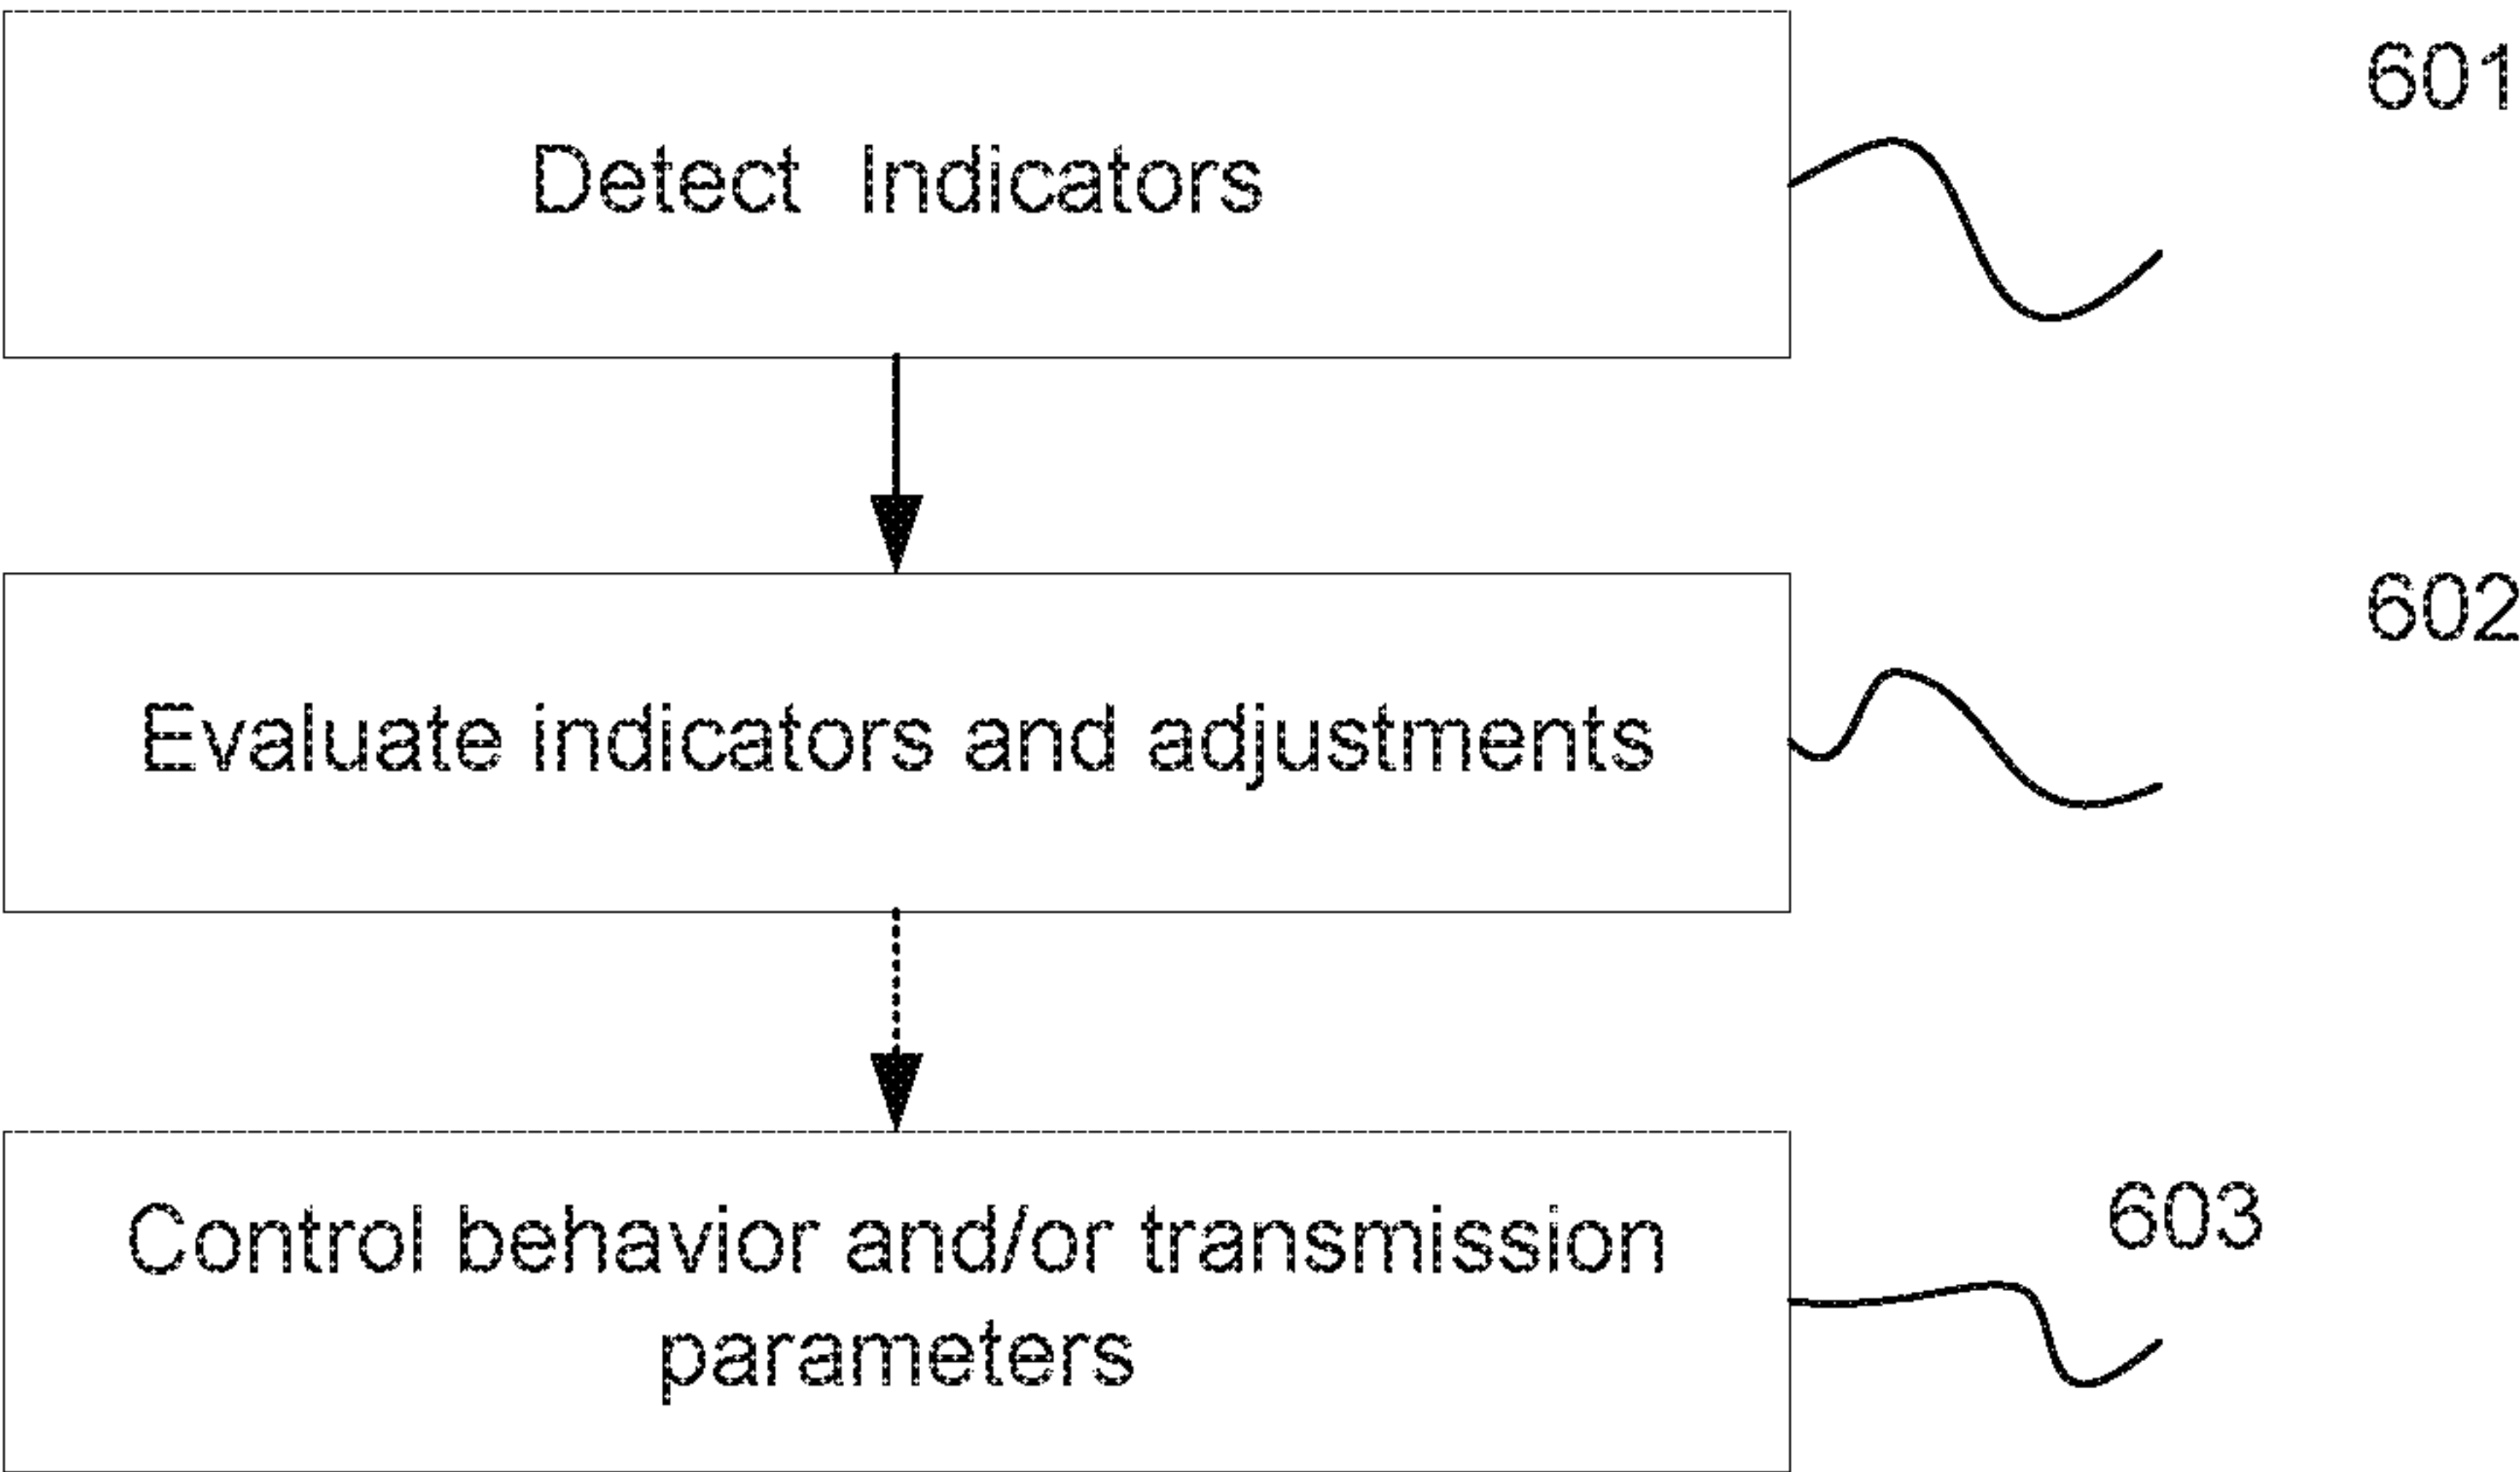 601
Detect Indicators
602
Evaluate indicators and adjustments
603
Control behavior and/or transmission
parameters